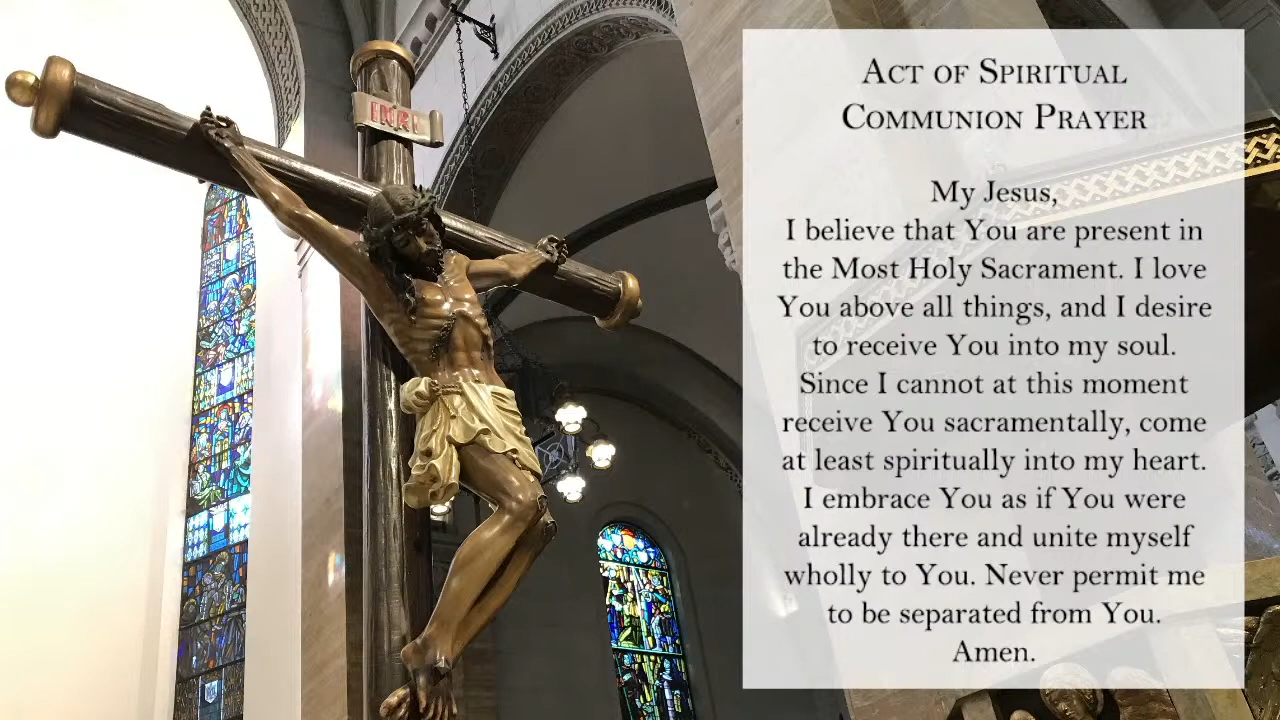 INRI
ACT OF SPIRITUAL
COMMUNION PRAYER
My Jesus,
I believe that You are present in
the Most Holy Sacrament. I love
You above all things, and I desire
to receive You into my soul.
Since I cannot at this moment
receive You sacramentally, come
at least spiritually into my heart.
I embrace You as if You were
already there and unite myself
wholly to You. Never permit me
to be separated from You.
Amen.